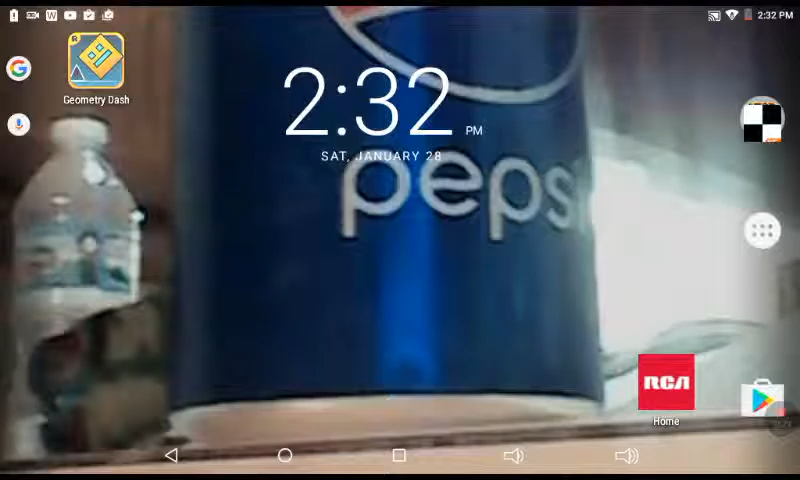 2:32 PM
Geometry Dash
2:32 PM
SAT, JANUARY 28
pepsi
RCA
Home